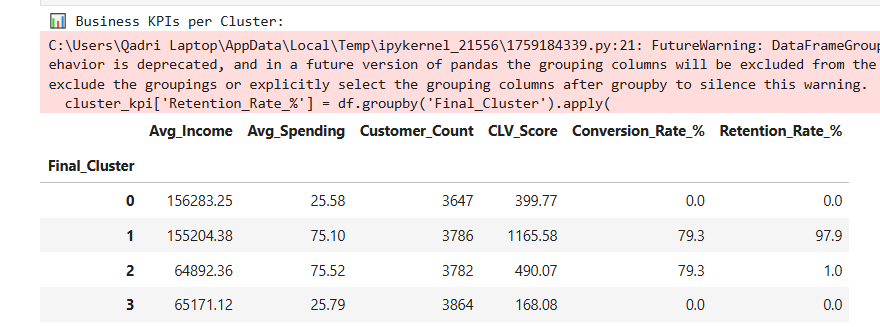 📊 Business KPIs per Cluster:
C:\Users\Qadri Laptop\AppData\Local\Temp\ipykernel_21556\1759184339.py:21: FutureWarning: DataFrameGroup
ehavior is deprecated, and in a future version of pandas the grouping columns will be excluded from the
exclude the groupings or explicitly select the grouping columns after groupby to silence this warning.
cluster_kpi['Retention_Rate_%'] = df.groupby('Final_Cluster').apply(
Avg_Income Avg_Spending Customer_Count CLV_Score Conversion_Rate_% Retention_Rate_%
Final_Cluster
0 156283.25 25.58 3647 399.77 0.0 0.0
1 155204.38 75.10 3786 1165.58 79.3 97.9
2 64892.36 75.52 3782 490.07 79.3 1.0
3 65171.12 25.79 3864 168.08 0.0 0.0